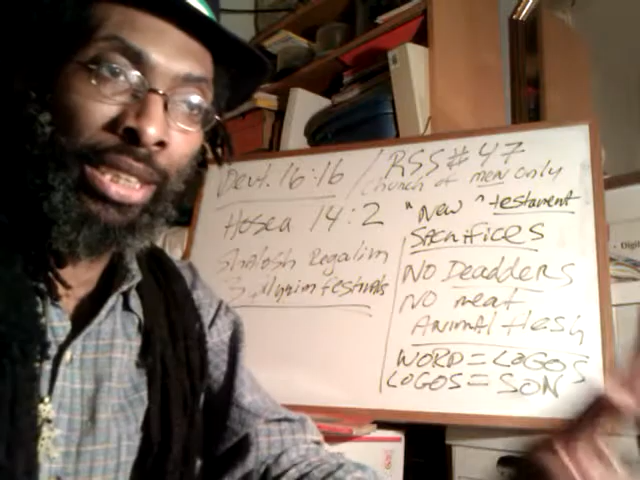 Deut. 16:16 / RSS#47
church of men only
Hosea 14:2
Shalosh Regalim
3 pilgrim festivals
"New" testament
SACRIFICES
NO Deadders
NO meat
ANIMAL flesh
WORD = LOGOS
LOGOS = SON